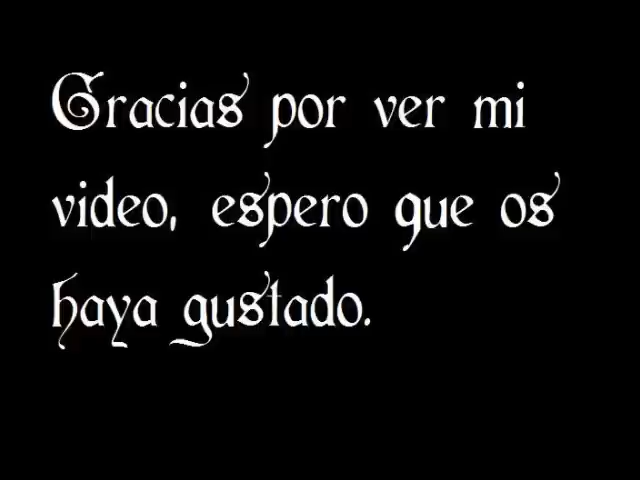 Gracias por ver mi
video, espero que os
haya gustado.